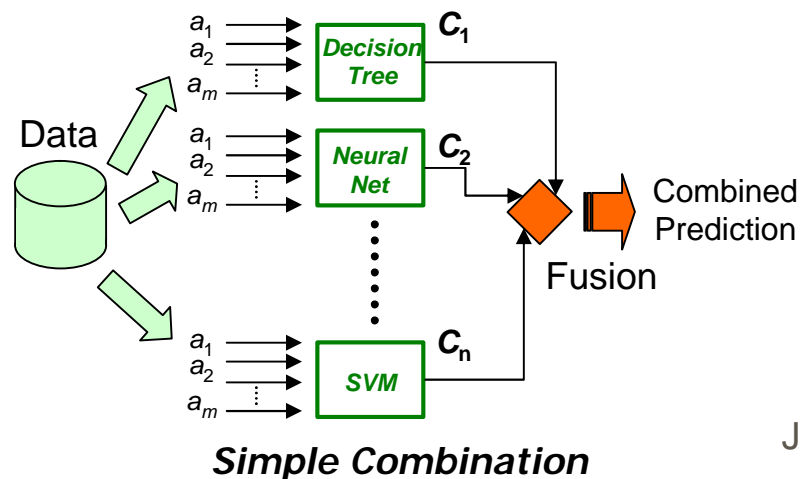 Data
a1
a2
am
Decision
Tree
C1
a1
a2
am
Neural
Net
C2
a1
a2
am
SVM
Cn
Fusion
Combined
Prediction
Simple Combination
J